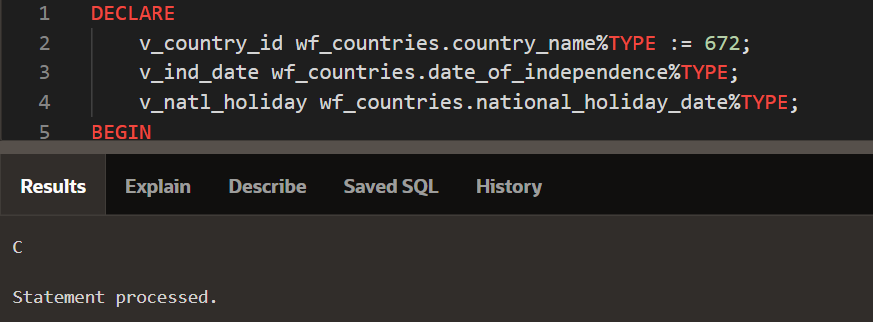 1 DECLARE
2 v_country_id wf_countries.country_name%TYPE := 672;
3 v_ind_date wf_countries.date_of_independence%TYPE;
4 v_natl_holiday wf_countries.national_holiday_date%TYPE;
5 BEGIN
Results Explain Describe Saved SQL History
C
Statement processed.